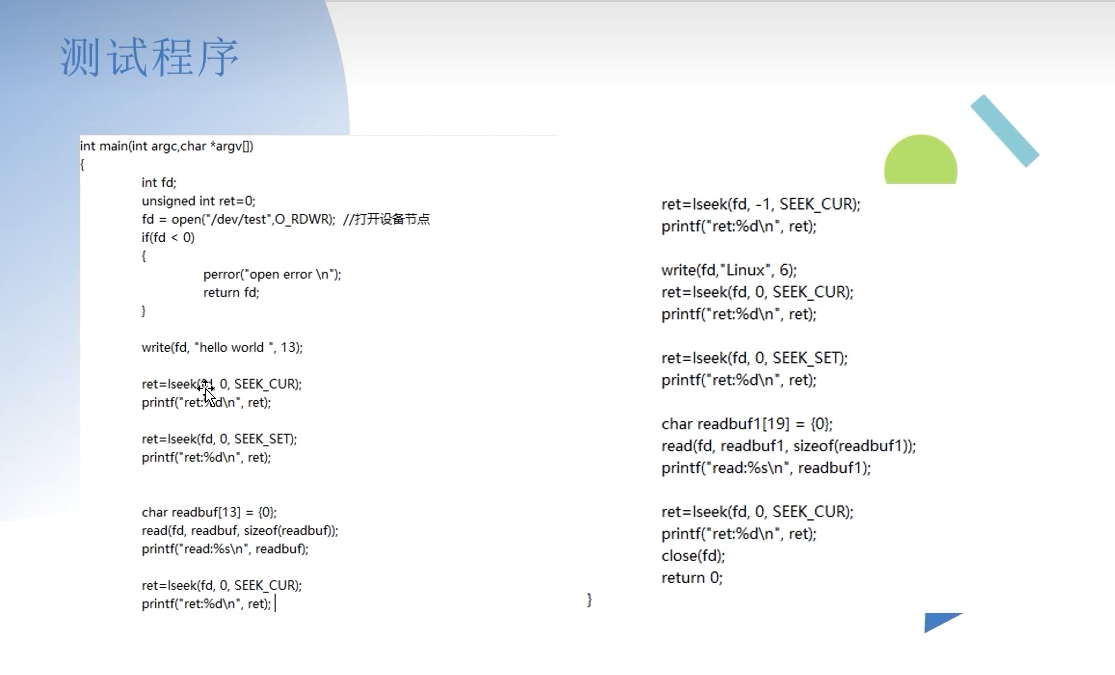 测试程序
int main(int argc,char *argv[])
{
int fd;
unsigned int ret=0;
fd = open("/dev/test",O_RDWR); //打开设备节点
if(fd < 0)
{
perror("open error \n");
return fd;
}
write(fd, "hello world ", 13);
ret=lseek(fd, 0, SEEK_CUR);
printf("ret:%d\n", ret);
ret=lseek(fd, 0, SEEK_SET);
printf("ret:%d\n", ret);
char readbuf[13] = {0};
read(fd, readbuf, sizeof(readbuf));
printf("read:%s\n", readbuf);
ret=lseek(fd, 0, SEEK_CUR);
printf("ret:%d\n", ret);
ret=lseek(fd, -1, SEEK_CUR);
printf("ret:%d\n", ret);
write(fd,"Linux", 6);
ret=lseek(fd, 0, SEEK_CUR);
printf("ret:%d\n", ret);
ret=lseek(fd, 0, SEEK_SET);
printf("ret:%d\n", ret);
char readbuf1[19] = {0};
read(fd, readbuf1, sizeof(readbuf1));
printf("read:%s\n", readbuf1);
ret=lseek(fd, 0, SEEK_CUR);
printf("ret:%d\n", ret);
close(fd);
return 0;
}